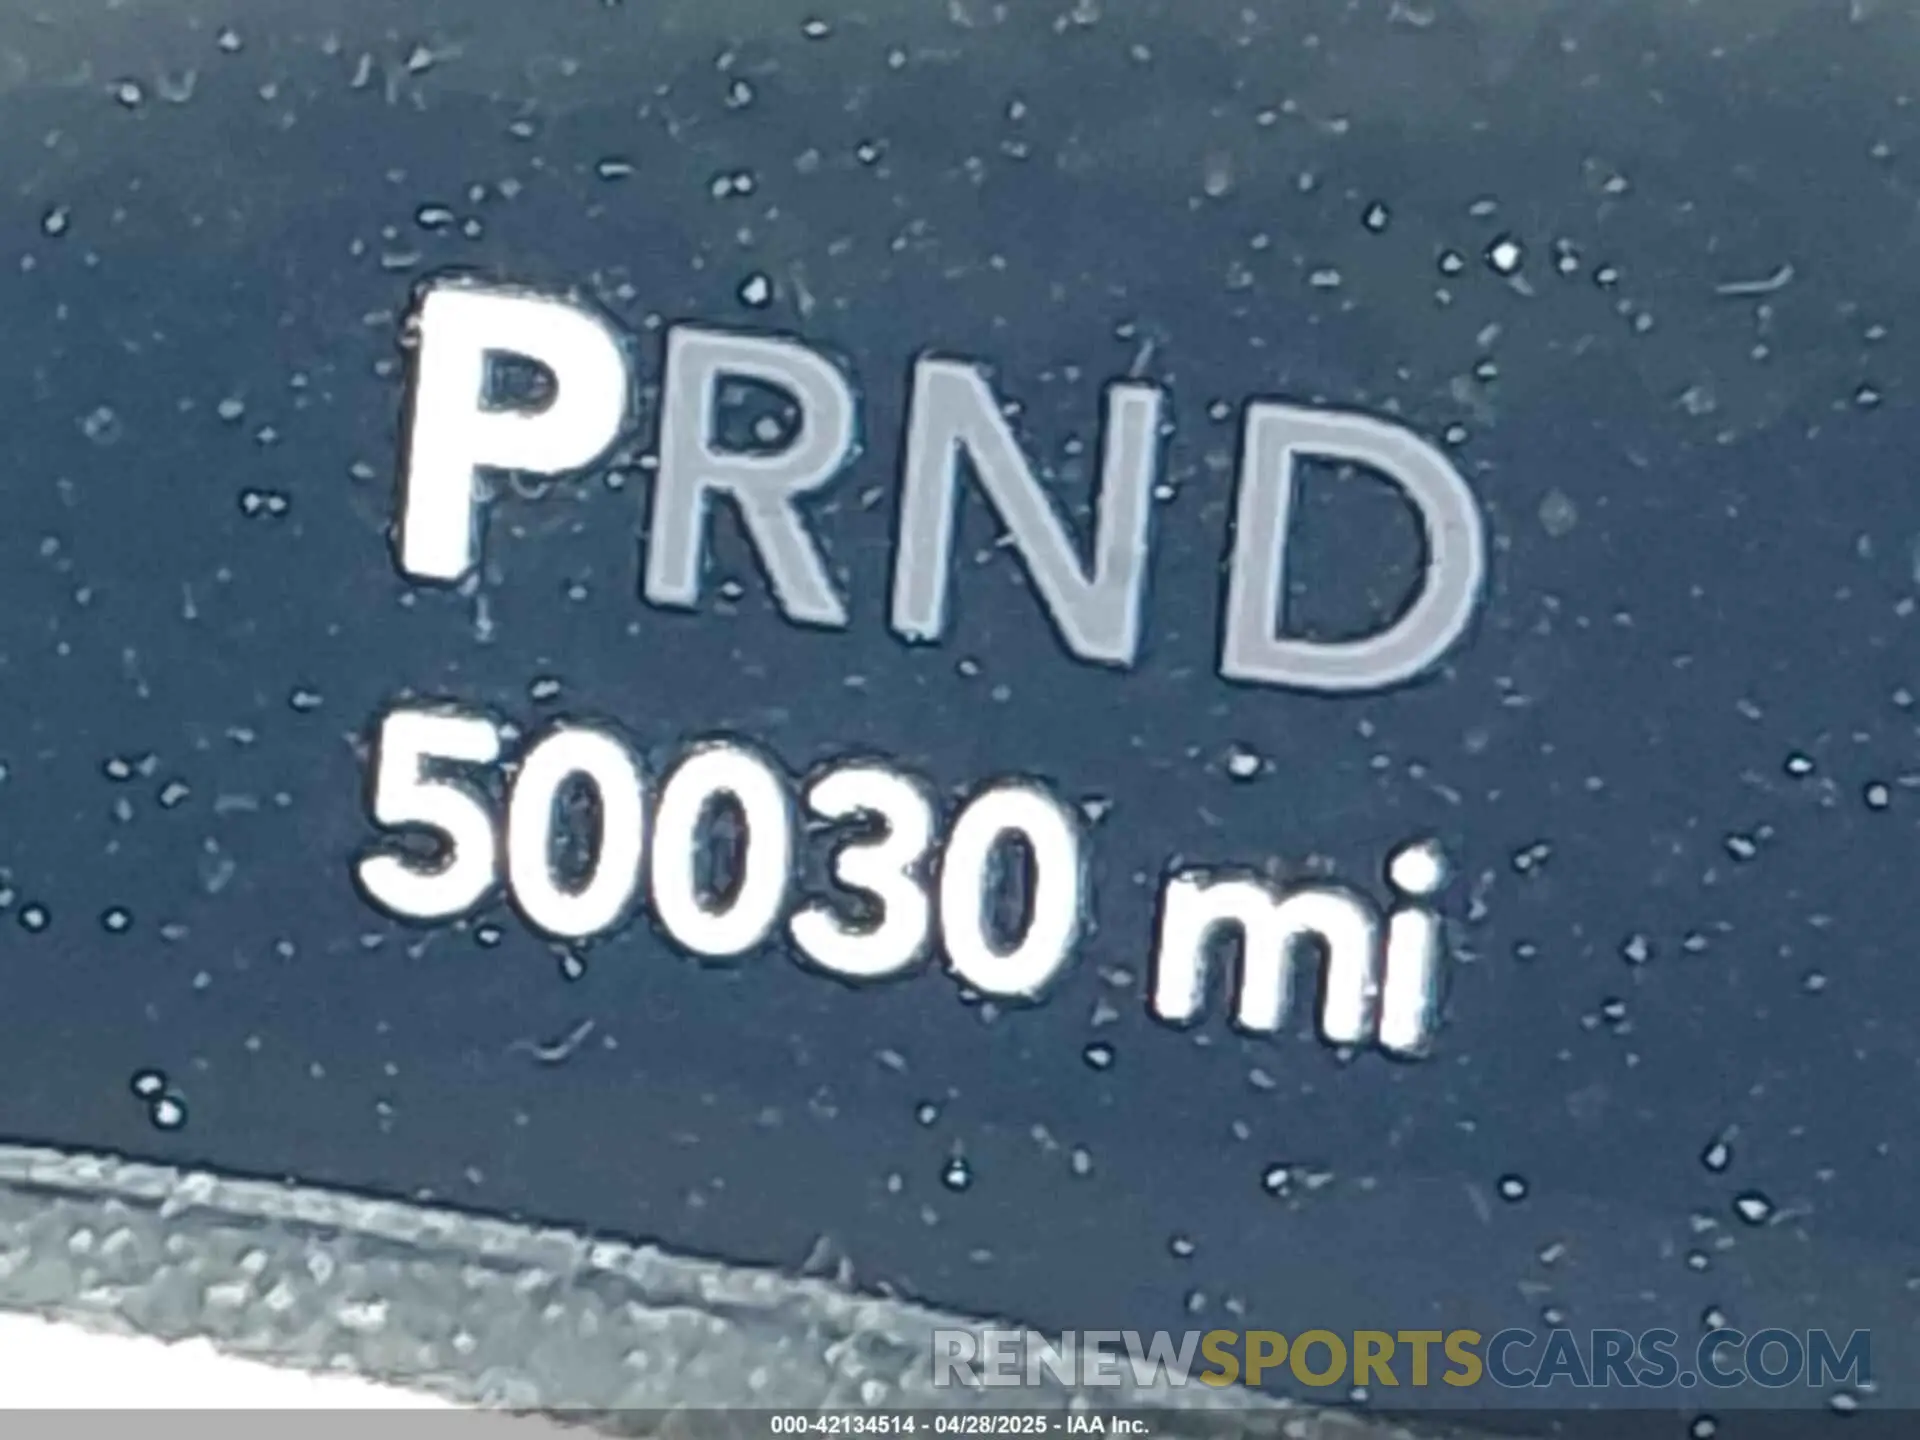 PRND
50030 mi
RENEWSPORTSCARS.COM
000-42134514 - 04/28/2025 - IAA Inc.